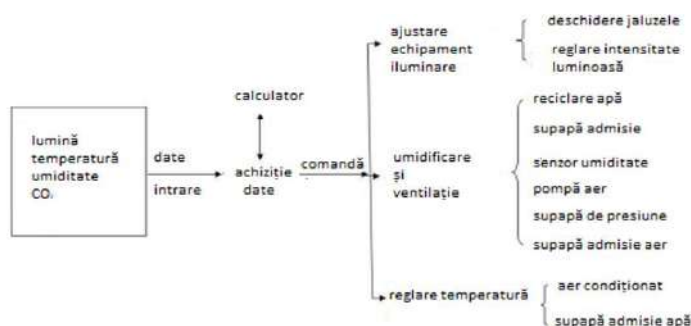 lumină
temperatură
umiditate
CO₂
date
intrare
calculator
achiziție
date
comandă
ajustare
echipament
iluminare
deschidere jaluzele
reglare intensitate
luminoasă
umidificare
și
ventilație
reciclare apă
supapă admisie
senzor umiditate
pompă aer
supapă de presiune
supapă admisie aer
reglare temperatură
aer condiționat
supapă admisie apă